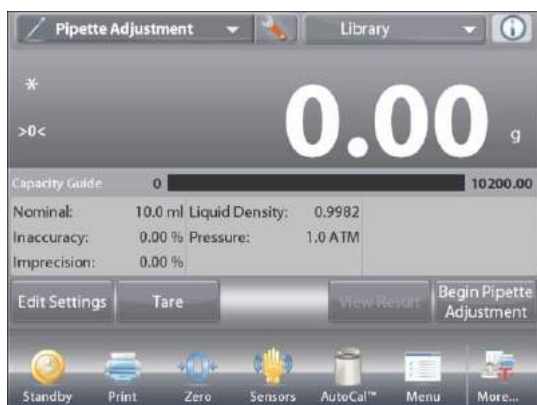 Pipette Adjustment Library
*
>0<
0.00 g
Capacity Guide 0 10200.00
Nominal: 10.0 ml Liquid Density: 0.9982
Inaccuracy: 0.00 % Pressure: 1.0 ATM
Imprecision: 0.00 %
Edit Settings Tare View Result Begin Pipette
Adjustment
Standby Print Zero Sensors AutoCal™ Menu More...